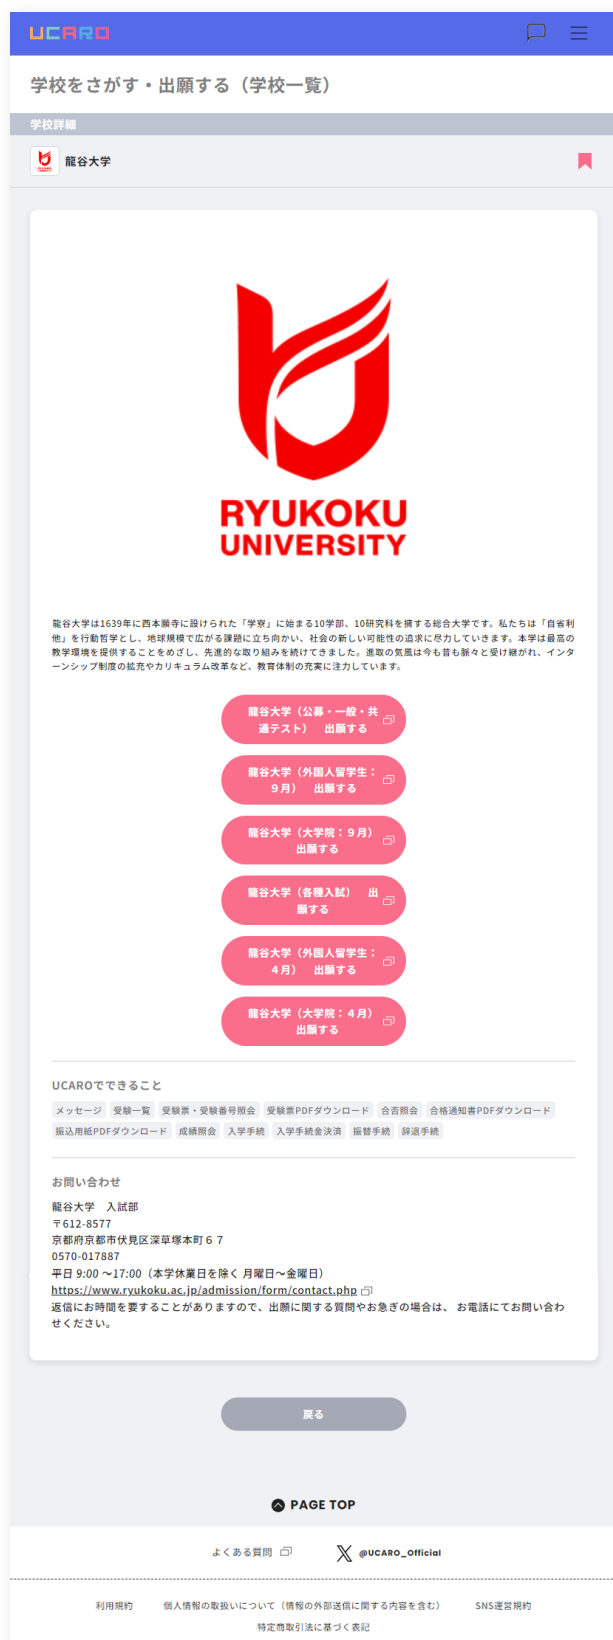 UCARO
学校をさがす・出願する（学校一覧）
学校詳細
龍谷大学
RYUKOKU
UNIVERSITY
龍谷大学は1639年に西本願寺に設けられた「学寮」に始まる10学部、10研究科を擁する総合大学です。私たちは「自省利
他」を行動哲学とし、地球規模で広がる課題に立ち向かい、社会の新しい可能性の追求に尽力していきます。本学は最高の
教学環境を提供することをめざし、先進的な取り組みを続けてきました。進取の気風は今も昔も脈々と受け継がれ、インタ
ーンシップ制度の拡充やカリキュラム改革など、教育体制の充実に注力しています。
龍谷大学（公募・一般・共
通テスト）　出願する
龍谷大学（外国人留学生：
９月）　出願する
龍谷大学（大学院：９月）
出願する
龍谷大学（各種入試）　出
願する
龍谷大学（外国人留学生：
４月）　出願する
龍谷大学（大学院：４月）
出願する
UCAROでできること
メッセージ 受験一覧 受験票・受験番号照会 受験票PDFダウンロード 合否照会 合格通知書PDFダウンロード
振込用紙PDFダウンロード 成績照会 入学手続 入学手続金決済 振替手続 辞退手続
お問い合わせ
龍谷大学　入試部
〒612-8577
京都府京都市伏見区深草塚本町６７
0570-017887
平日 9:00 〜17:00（本学休業日を除く 月曜日〜金曜日）
https://www.ryukoku.ac.jp/admission/form/contact.php
返信にお時間を要することがありますので、出願に関する質問やお急ぎの場合は、 お電話にてお問い合わ
せください。
戻る
PAGE TOP
よくある質問 @UCARO_Official
利用規約 個人情報の取扱いについて（情報の外部送信に関する内容を含む） SNS運営規約
特定商取引法に基づく表記